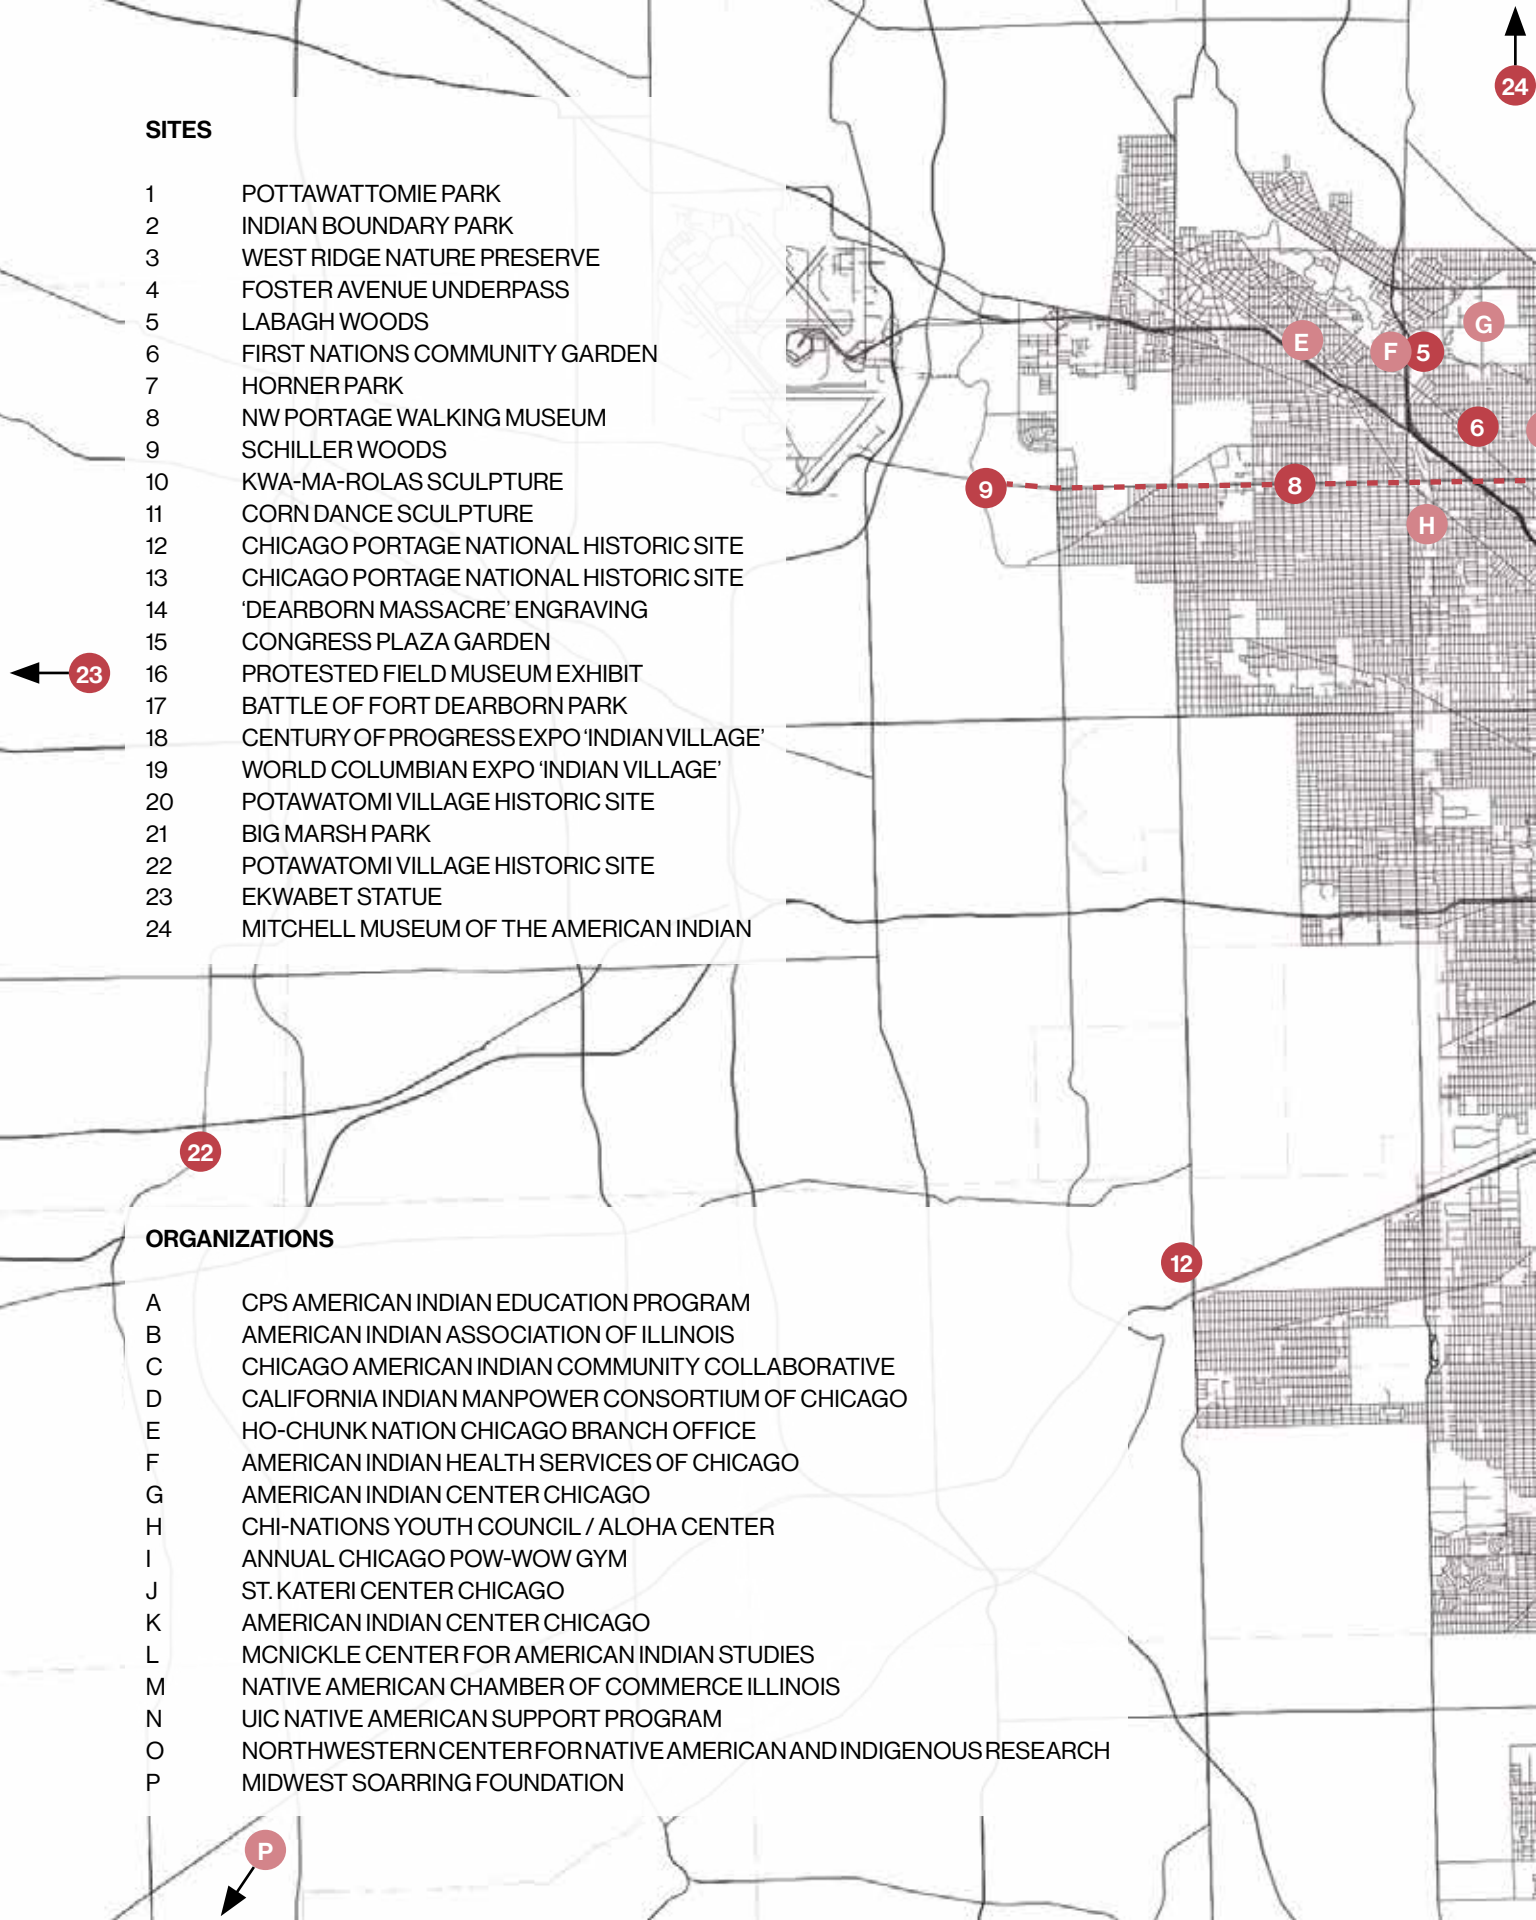 24
SITES
1 POTTAWATTOMIE PARK
2 INDIAN BOUNDARY PARK
3 WEST RIDGE NATURE PRESERVE
4 FOSTER AVENUE UNDERPASS
5 LABAGH WOODS
6 FIRST NATIONS COMMUNITY GARDEN
7 HORNER PARK
8 NW PORTAGE WALKING MUSEUM
9 SCHILLER WOODS
10 KWA-MA-ROLAS SCULPTURE
11 CORN DANCE SCULPTURE
12 CHICAGO PORTAGE NATIONAL HISTORIC SITE
13 CHICAGO PORTAGE NATIONAL HISTORIC SITE
14 ‘DEARBORN MASSACRE’ ENGRAVING
15 CONGRESS PLAZA GARDEN
16 PROTESTED FIELD MUSEUM EXHIBIT
17 BATTLE OF FORT DEARBORN PARK
18 CENTURY OF PROGRESS EXPO ‘INDIAN VILLAGE’
19 WORLD COLUMBIAN EXPO ‘INDIAN VILLAGE’
20 POTAWATOMI VILLAGE HISTORIC SITE
21 BIG MARSH PARK
22 POTAWATOMI VILLAGE HISTORIC SITE
23 EKWABET STATUE
24 MITCHELL MUSEUM OF THE AMERICAN INDIAN
G
E
F
5
6
9
8
H
23
22
12
ORGANIZATIONS
A CPS AMERICAN INDIAN EDUCATION PROGRAM
B AMERICAN INDIAN ASSOCIATION OF ILLINOIS
C CHICAGO AMERICAN INDIAN COMMUNITY COLLABORATIVE
D CALIFORNIA INDIAN MANPOWER CONSORTIUM OF CHICAGO
E HO-CHUNK NATION CHICAGO BRANCH OFFICE
F AMERICAN INDIAN HEALTH SERVICES OF CHICAGO
G AMERICAN INDIAN CENTER CHICAGO
H CHI-NATIONS YOUTH COUNCIL / ALOHA CENTER
I ANNUAL CHICAGO POW-WOW GYM
J ST. KATERI CENTER CHICAGO
K AMERICAN INDIAN CENTER CHICAGO
L MCNICKLE CENTER FOR AMERICAN INDIAN STUDIES
M NATIVE AMERICAN CHAMBER OF COMMERCE ILLINOIS
N UIC NATIVE AMERICAN SUPPORT PROGRAM
O NORTHWESTERN CENTER FOR NATIVE AMERICAN AND INDIGENOUS RESEARCH
P MIDWEST SOARRING FOUNDATION
P